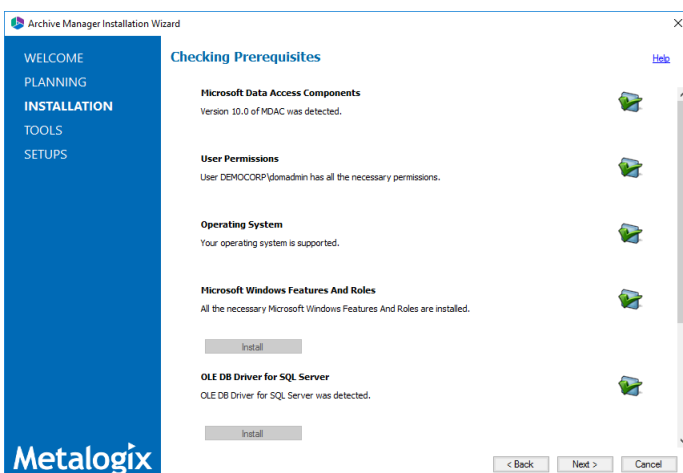 Archive Manager Installation Wizard
WELCOME
PLANNING
INSTALLATION
TOOLS
SETUPS
Checking Prerequisites
Help
Microsoft Data Access Components
Version 10.0 of MDAC was detected.
User Permissions
User DEMOCORP\domadmin has all the necessary permissions.
Operating System
Your operating system is supported.
Microsoft Windows Features And Roles
All the necessary Microsoft Windows Features And Roles are installed.
Install
OLE DB Driver for SQL Server
OLE DB Driver for SQL Server was detected.
Install
Metalogix
< Back Next > Cancel